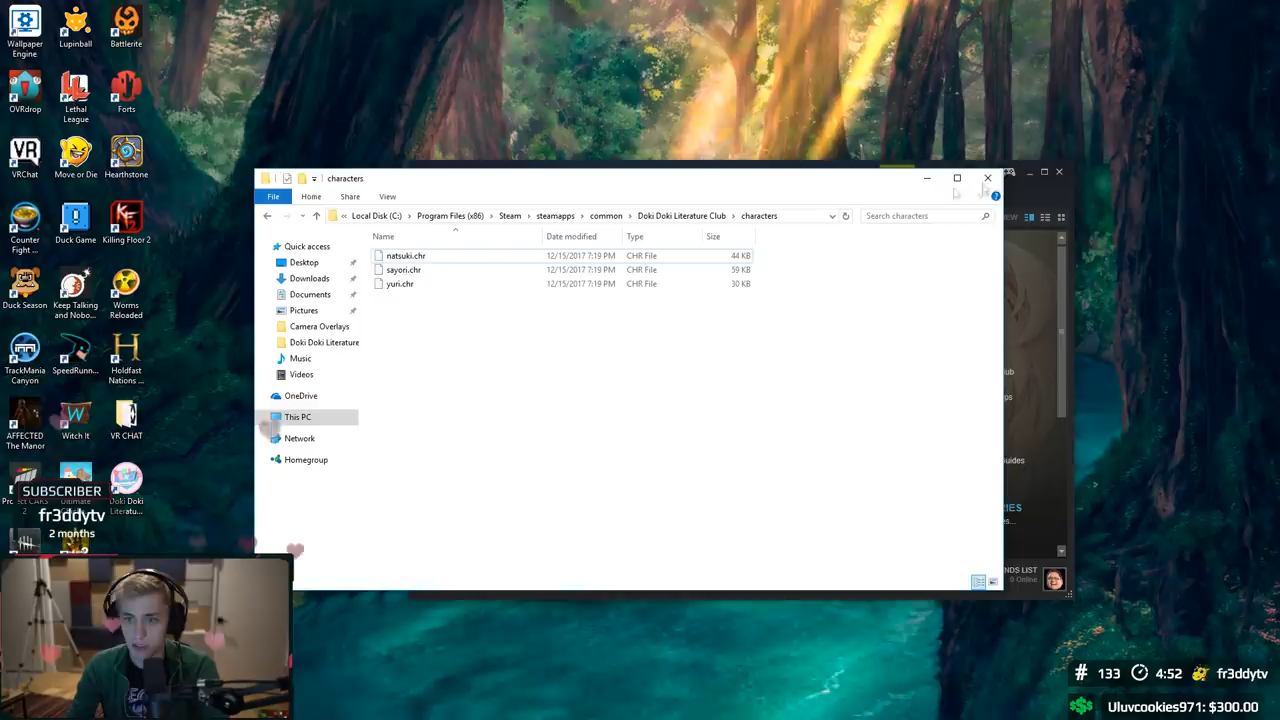 Wallpaper Engine
Lupinball
Battlerite
OVRdrop
Lethal League
Forts
VR
VRChat
Move or Die
Hearthstone
Counter Fight ...
Duck Game
Killing Floor 2
Duck Season
Keep Talking and Nobo...
Worms Reloaded
TrackMania Canyon
SpeedRunn...
Holdfast Nations ...
AFFECTED The Manor
Witch It
VR CHAT
Doki Doki Literatu...
characters
File Home Share View
« Local Disk (C:) › Program Files (x86) › Steam › steamapps › common › Doki Doki Literature Club › characters
Search characters
Name Date modified Type Size
natsuki.chr 12/15/2017 7:19 PM CHR File 44 KB
sayori.chr 12/15/2017 7:19 PM CHR File 59 KB
yuri.chr 12/15/2017 7:19 PM CHR File 30 KB
Quick access
Desktop
Downloads
Documents
Pictures
Camera Overlays
Doki Doki Literature
Music
Videos
OneDrive
This PC
Network
Homegroup
SUBSCRIBER
fr3ddytv
2 months
# 133 4:52 fr3ddytv
Uluvcookies971: $300.00